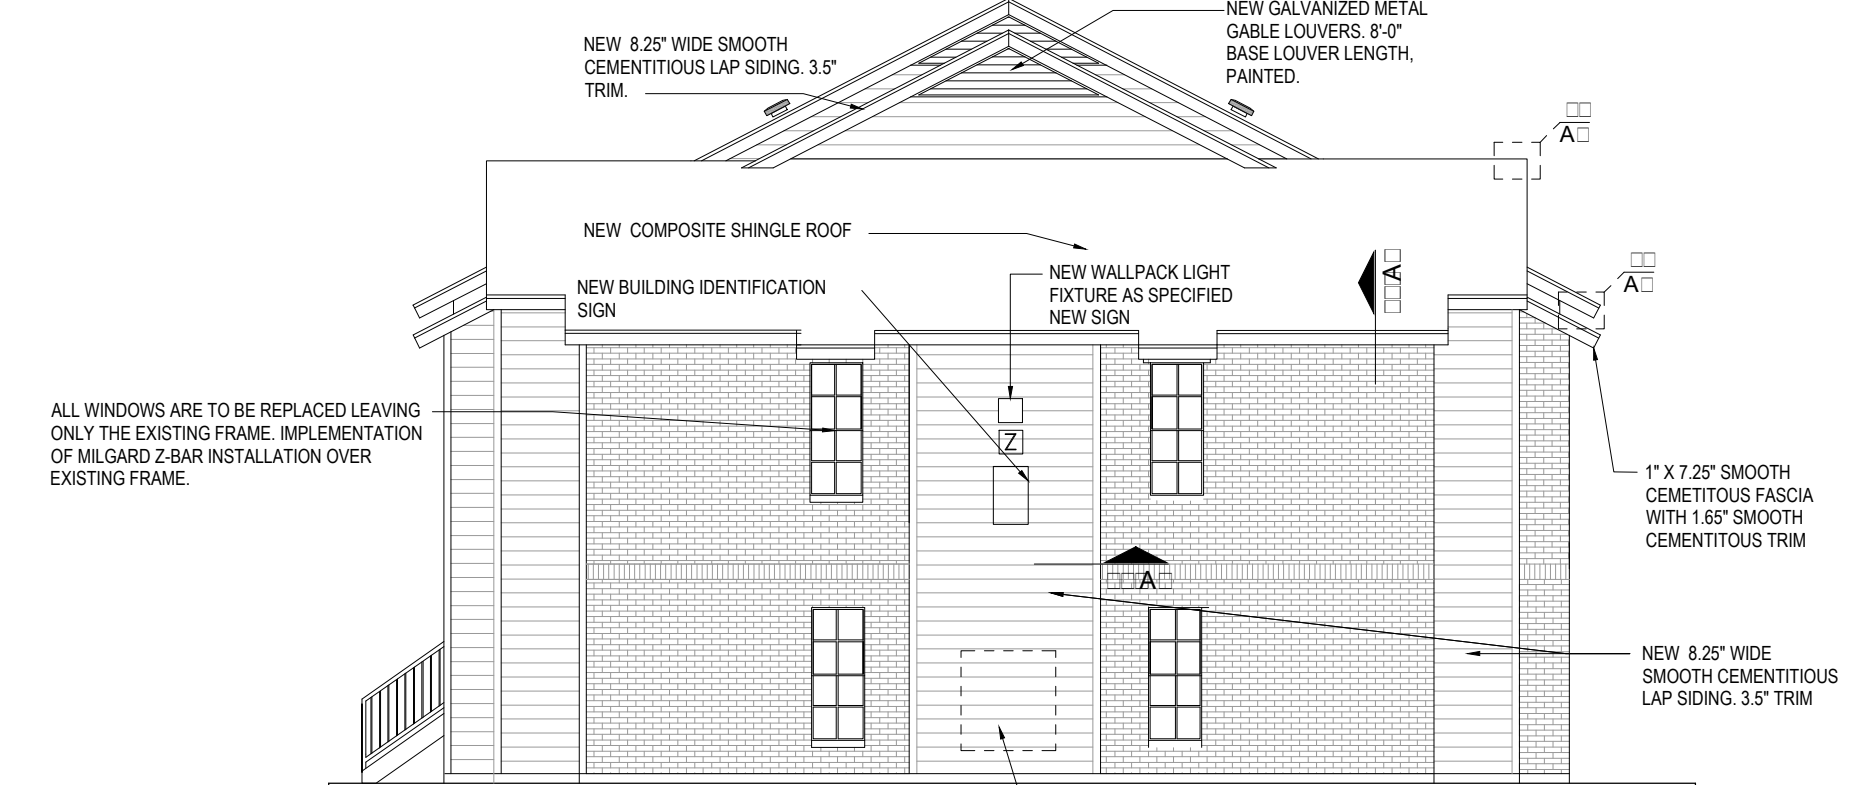 NEW GALVANIZED METAL
GABLE LOUVERS. 8'-0"
BASE LOUVER LENGTH,
PAINTED.
NEW 8.25" WIDE SMOOTH
CEMENTITIOUS LAP SIDING. 3.5"
TRIM.
A
NEW COMPOSITE SHINGLE ROOF
NEW BUILDING IDENTIFICATION
SIGN
NEW WALLPACK LIGHT
FIXTURE AS SPECIFIED
NEW SIGN
A
A
ALL WINDOWS ARE TO BE REPLACED LEAVING
ONLY THE EXISTING FRAME. IMPLEMENTATION
OF MILGARD Z-BAR INSTALLATION OVER
EXISTING FRAME.
Z
1" X 7.25" SMOOTH
CEMETITOUS FASCIA
WITH 1.65" SMOOTH
CEMENTITOUS TRIM
A
NEW 8.25" WIDE
SMOOTH CEMENTITIOUS
LAP SIDING. 3.5" TRIM